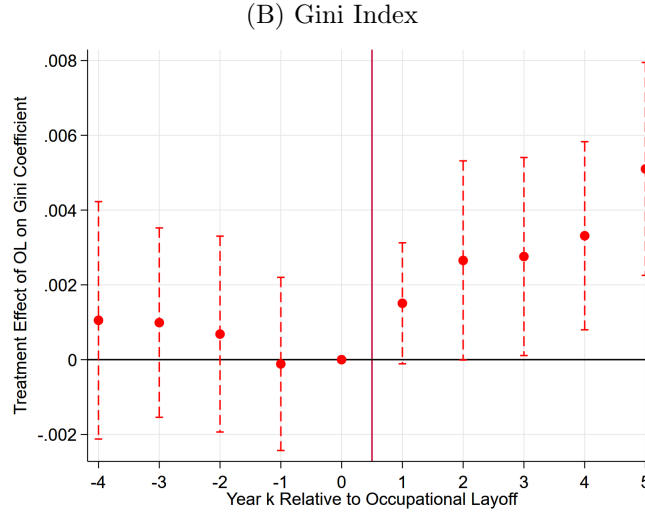 (B) Gini Index
Treatment Effect of OL on Gini Coefficient
.008
.006
.004
.002
0
-.002
-4 -3 -2 -1 0 1 2 3 4 5
Year k Relative to Occupational Layoff